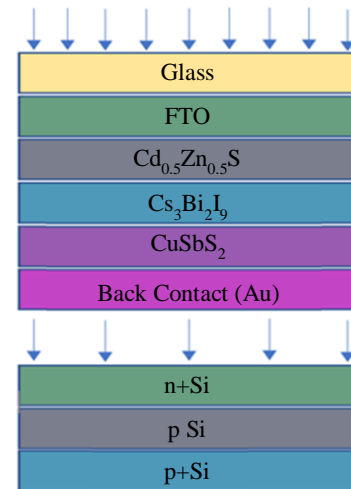 Glass
FTO
Cd₀.₅Zn₀.₅S
Cs₃Bi₂I₉
CuSbS₂
Back Contact (Au)
n+Si
p Si
p+Si